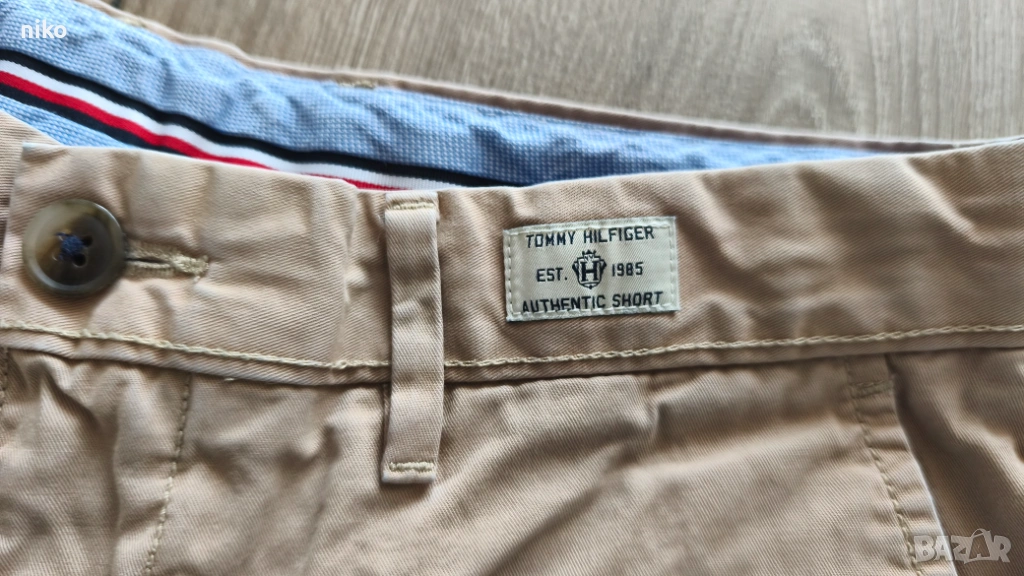 niko
TOMMY HILFIGER
EST. H 1985
AUTHENTIC SHORT
BAZAR